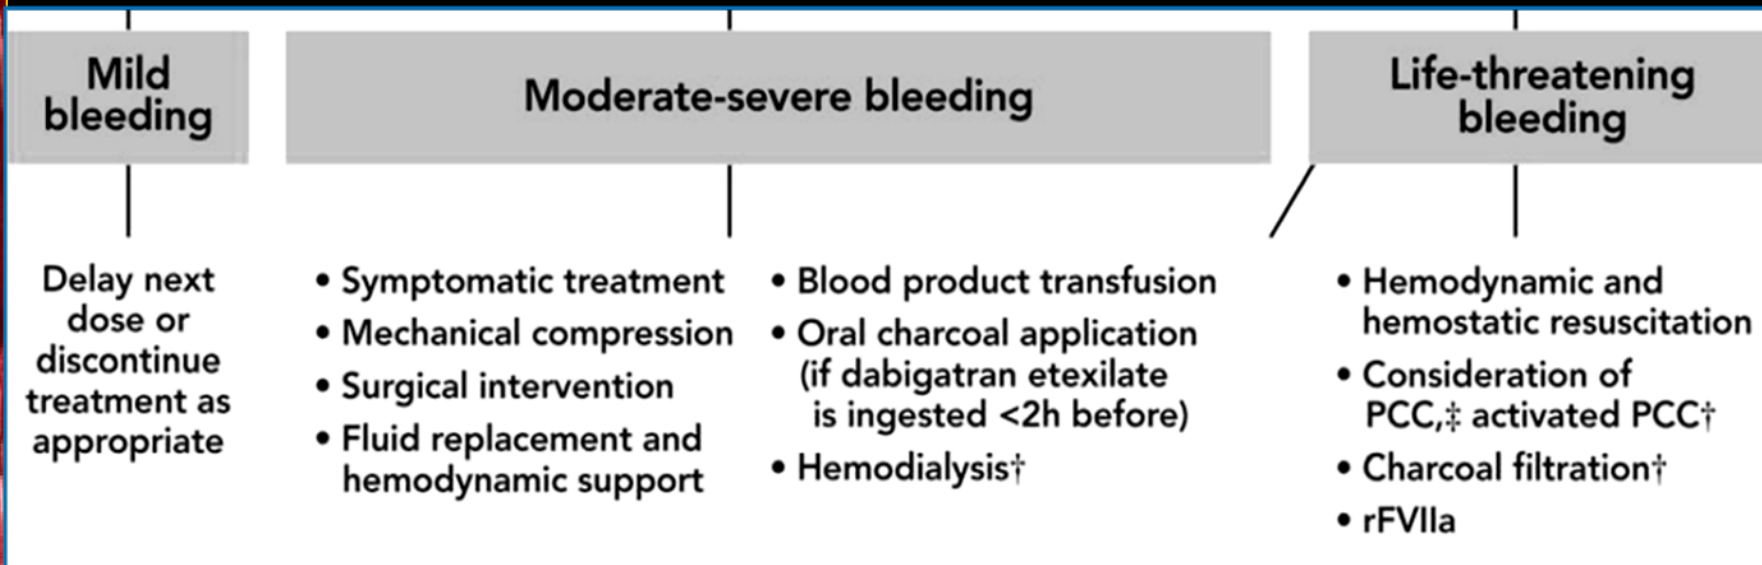 Mild
bleeding
Moderate-severe bleeding
Life-threatening
bleeding
Delay next
dose or
discontinue
treatment as
appropriate
• Symptomatic treatment
• Mechanical compression
• Surgical intervention
• Fluid replacement and
hemodynamic support
• Blood product transfusion
• Oral charcoal application
(if dabigatran etexilate
is ingested <2h before)
• Hemodialysis†
• Hemodynamic and
hemostatic resuscitation
• Consideration of
PCC,‡ activated PCC†
• Charcoal filtration†
• rFVIIa